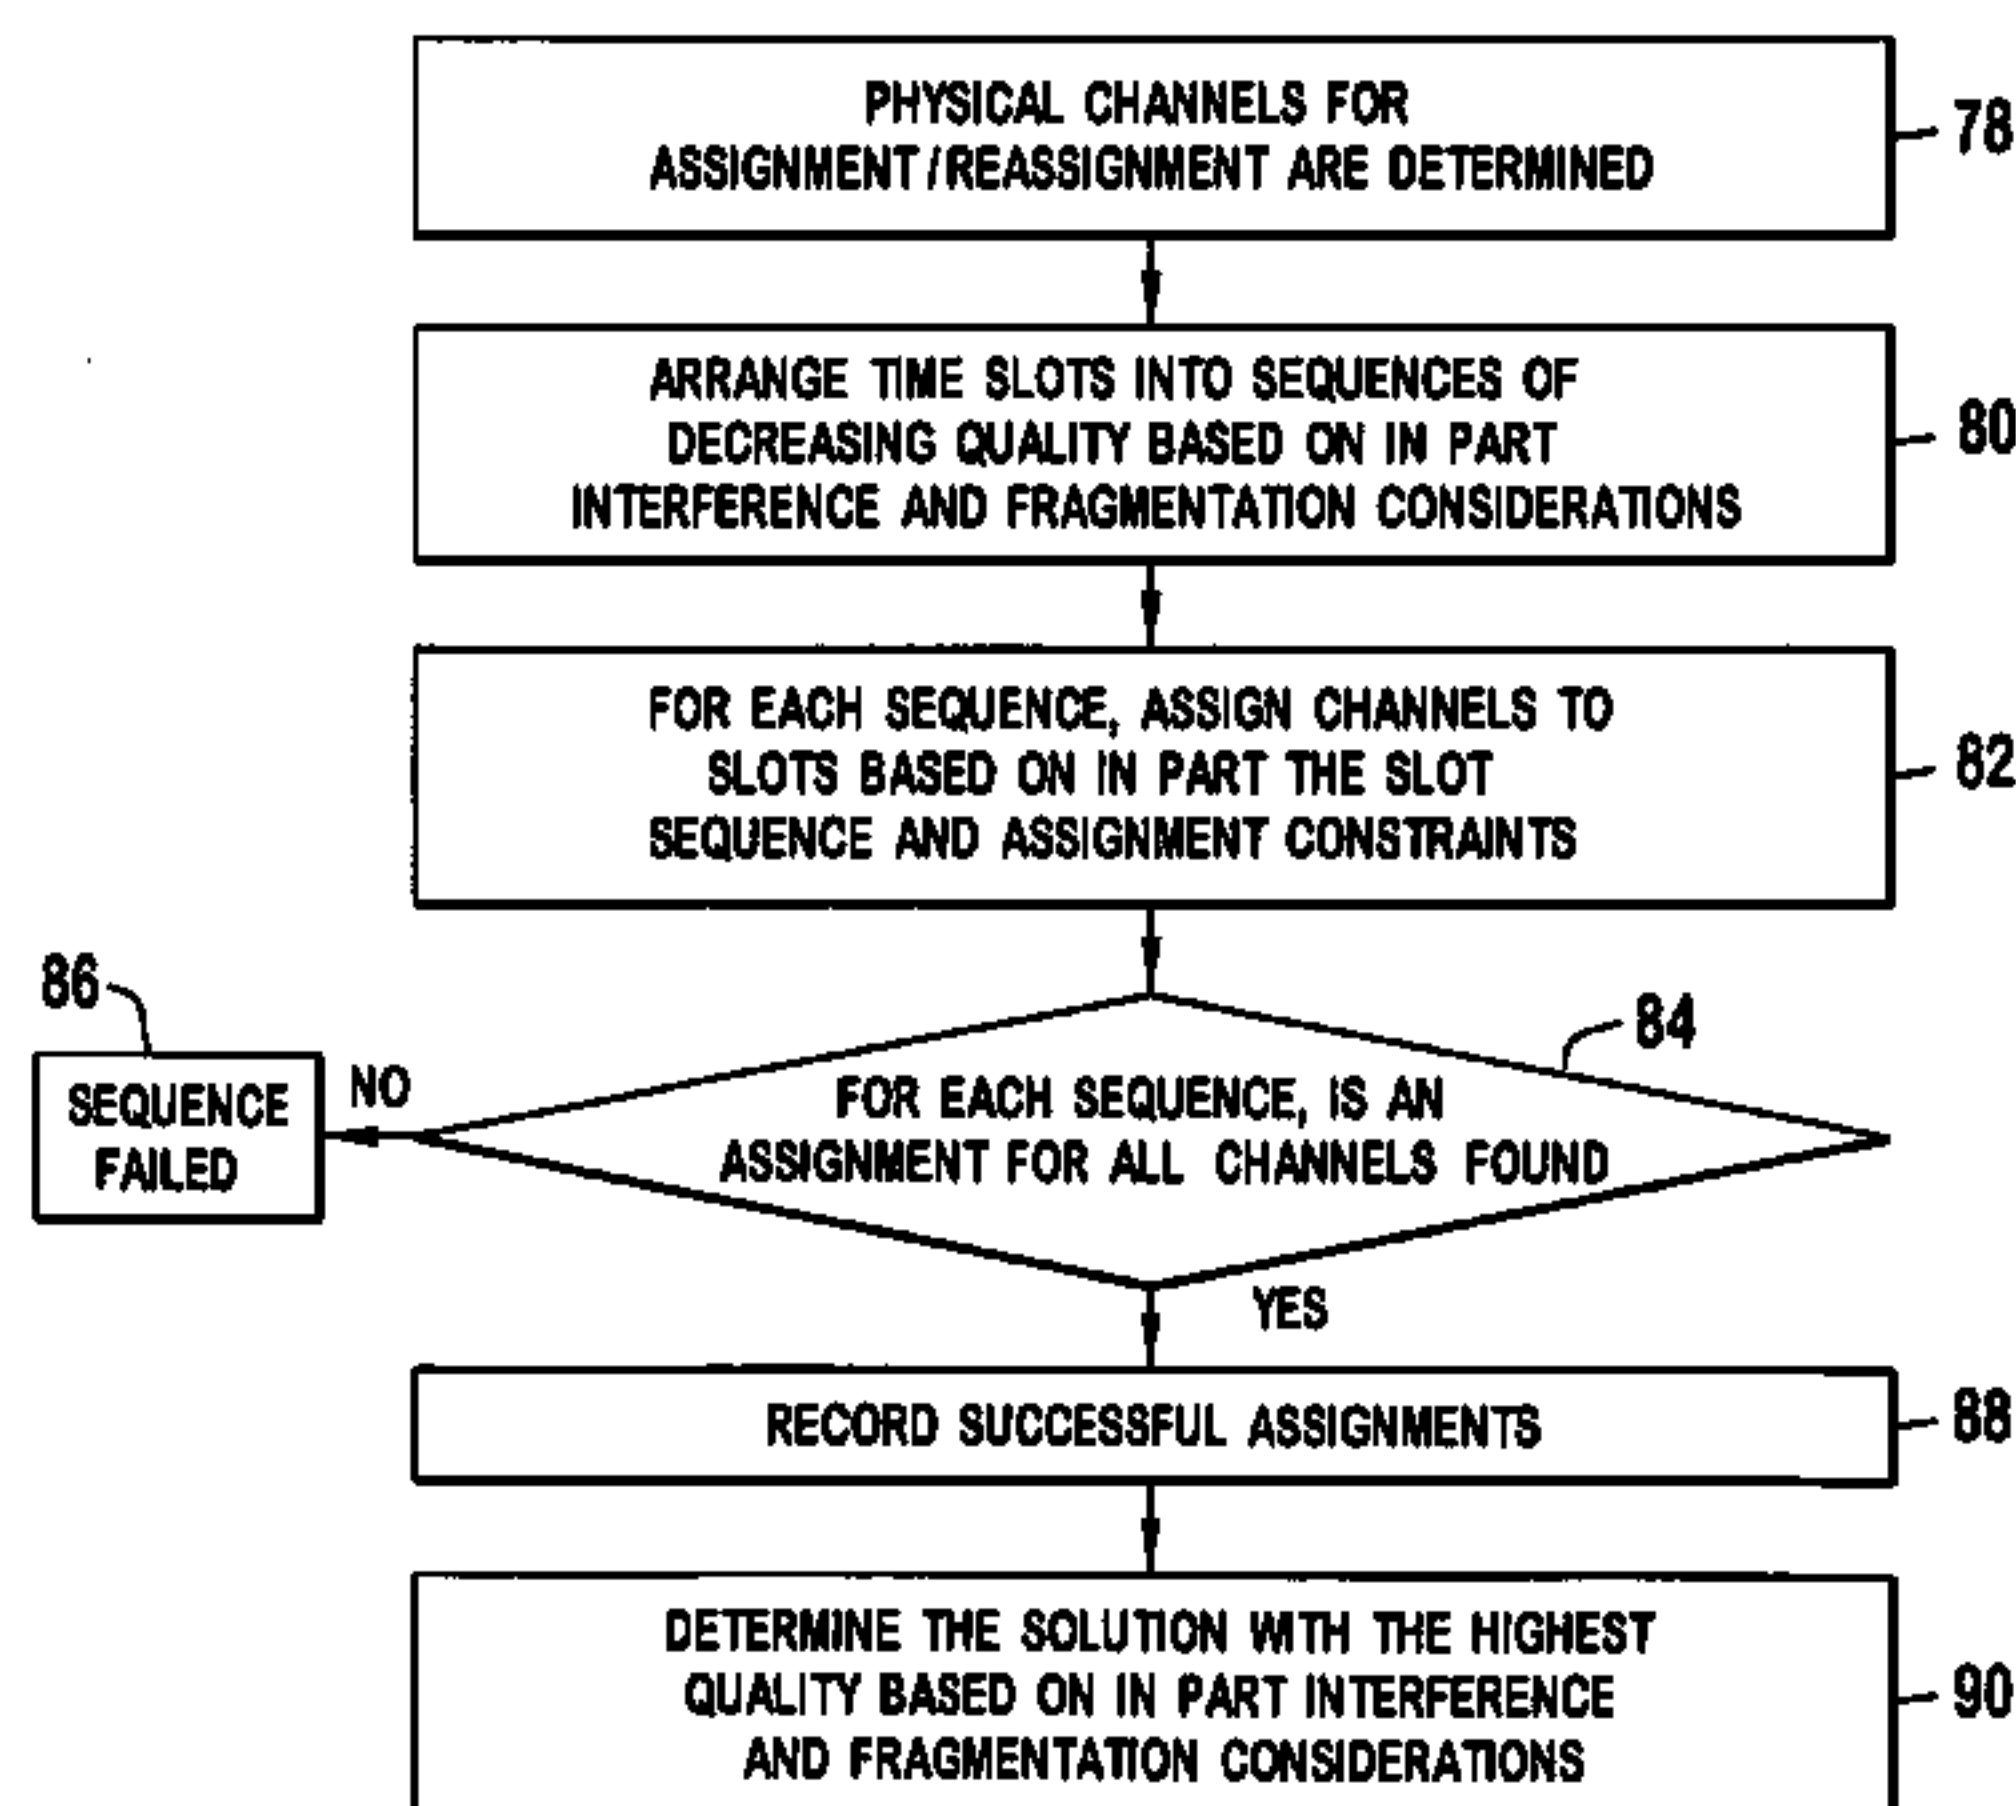 PHYSICAL CHANNELS FOR
ASSIGNMENT/REASSIGNMENT ARE DETERMINED
78
ARRANGE TIME SLOTS INTO SEQUENCES OF
DECREASING QUALITY BASED ON IN PART
INTERFERENCE AND FRAGMENTATION CONSIDERATIONS
80
FOR EACH SEQUENCE, ASSIGN CHANNELS TO
SLOTS BASED ON IN PART THE SLOT
SEQUENCE AND ASSIGNMENT CONSTRAINTS
82
FOR EACH SEQUENCE, IS AN
ASSIGNMENT FOR ALL CHANNELS FOUND
84
NO
86
SEQUENCE
FAILED
YES
RECORD SUCCESSFUL ASSIGNMENTS
88
DETERMINE THE SOLUTION WITH THE HIGHEST
QUALITY BASED ON IN PART INTERFERENCE
AND FRAGMENTATION CONSIDERATIONS
90